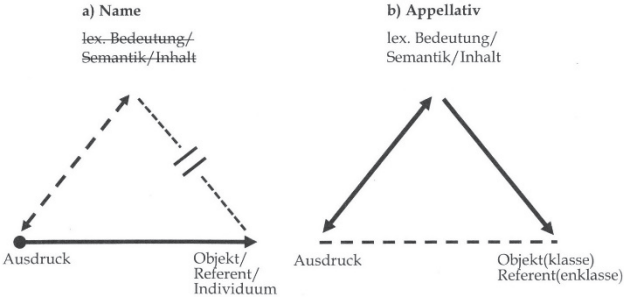 a) Name
lex. Bedeutung/
Semantik/Inhalt
Ausdruck
Objekt/
Referent/
Individuum
b) Appellativ
lex. Bedeutung/
Semantik/Inhalt
Ausdruck
Objekt(klasse)
Referent(enklasse)